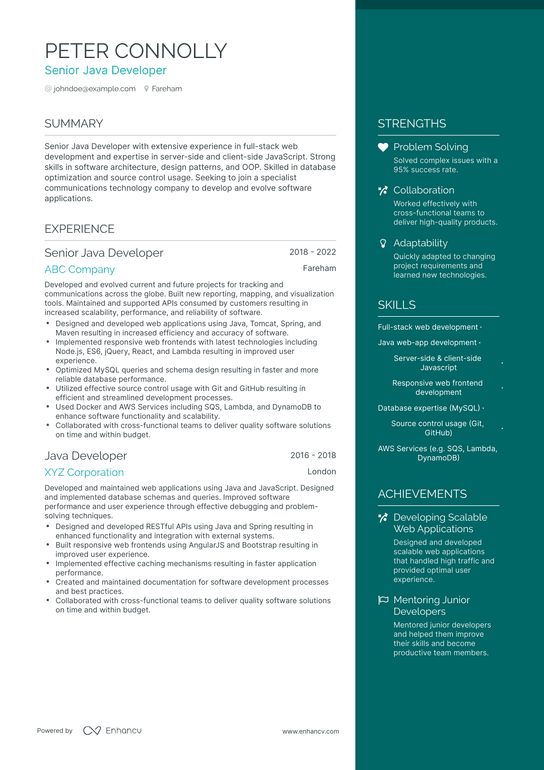 PETER CONNOLLY
Senior Java Developer
@ johndoe@example.com Fareham
SUMMARY
Senior Java Developer with extensive experience in full-stack web
development and expertise in server-side and client-side JavaScript. Strong
skills in software architecture, design patterns, and OOP. Skilled in database
optimization and source control usage. Seeking to join a specialist
communications technology company to develop and evolve software
applications.
EXPERIENCE
Senior Java Developer 2018 - 2022
ABC Company Fareham
Developed and evolved current and future projects for tracking and
communications across the globe. Built new reporting, mapping, and visualization
tools. Maintained and supported APIs consumed by customers resulting in
increased scalability, performance, and reliability of software.
• Designed and developed web applications using Java, Tomcat, Spring, and
Maven resulting in increased efficiency and accuracy of software.
• Implemented responsive web frontends with latest technologies including
Node.js, ES6, jQuery, React, and Lambda resulting in improved user
experience.
• Optimized MySQL queries and schema design resulting in faster and more
reliable database performance.
• Utilized effective source control usage with Git and GitHub resulting in
efficient and streamlined development processes.
• Used Docker and AWS Services including SQS, Lambda, and DynamoDB to
enhance software functionality and scalability.
• Collaborated with cross-functional teams to deliver quality software solutions
on time and within budget.
Java Developer 2016 - 2018
XYZ Corporation London
Developed and maintained web applications using Java and JavaScript. Designed
and implemented database schemas and queries. Improved software
performance and user experience through effective debugging and problem-
solving techniques.
• Designed and developed RESTful APIs using Java and Spring resulting in
enhanced functionality and integration with external systems.
• Built responsive web frontends using AngularJS and Bootstrap resulting in
improved user experience.
• Implemented effective caching mechanisms resulting in faster application
performance.
• Created and maintained documentation for software development processes
and best practices.
• Collaborated with cross-functional teams to deliver quality software solutions
on time and within budget.
STRENGTHS
Problem Solving
Solved complex issues with a
95% success rate.
Collaboration
Worked effectively with
cross-functional teams to
deliver high-quality products.
Adaptability
Quickly adapted to changing
project requirements and
learned new technologies.
SKILLS
Full-stack web development ·
Java web-app development ·
Server-side & client-side
Javascript ·
Responsive web frontend
development ·
Database expertise (MySQL) ·
Source control usage (Git,
GitHub) ·
AWS Services (e.g. SQS, Lambda,
DynamoDB)
ACHIEVEMENTS
Developing Scalable
Web Applications
Designed and developed
scalable web applications
that handled high traffic and
provided optimal user
experience.
Mentoring Junior
Developers
Mentored junior developers
and helped them improve
their skills and become
productive team members.
Powered by Enhancv www.enhancv.com